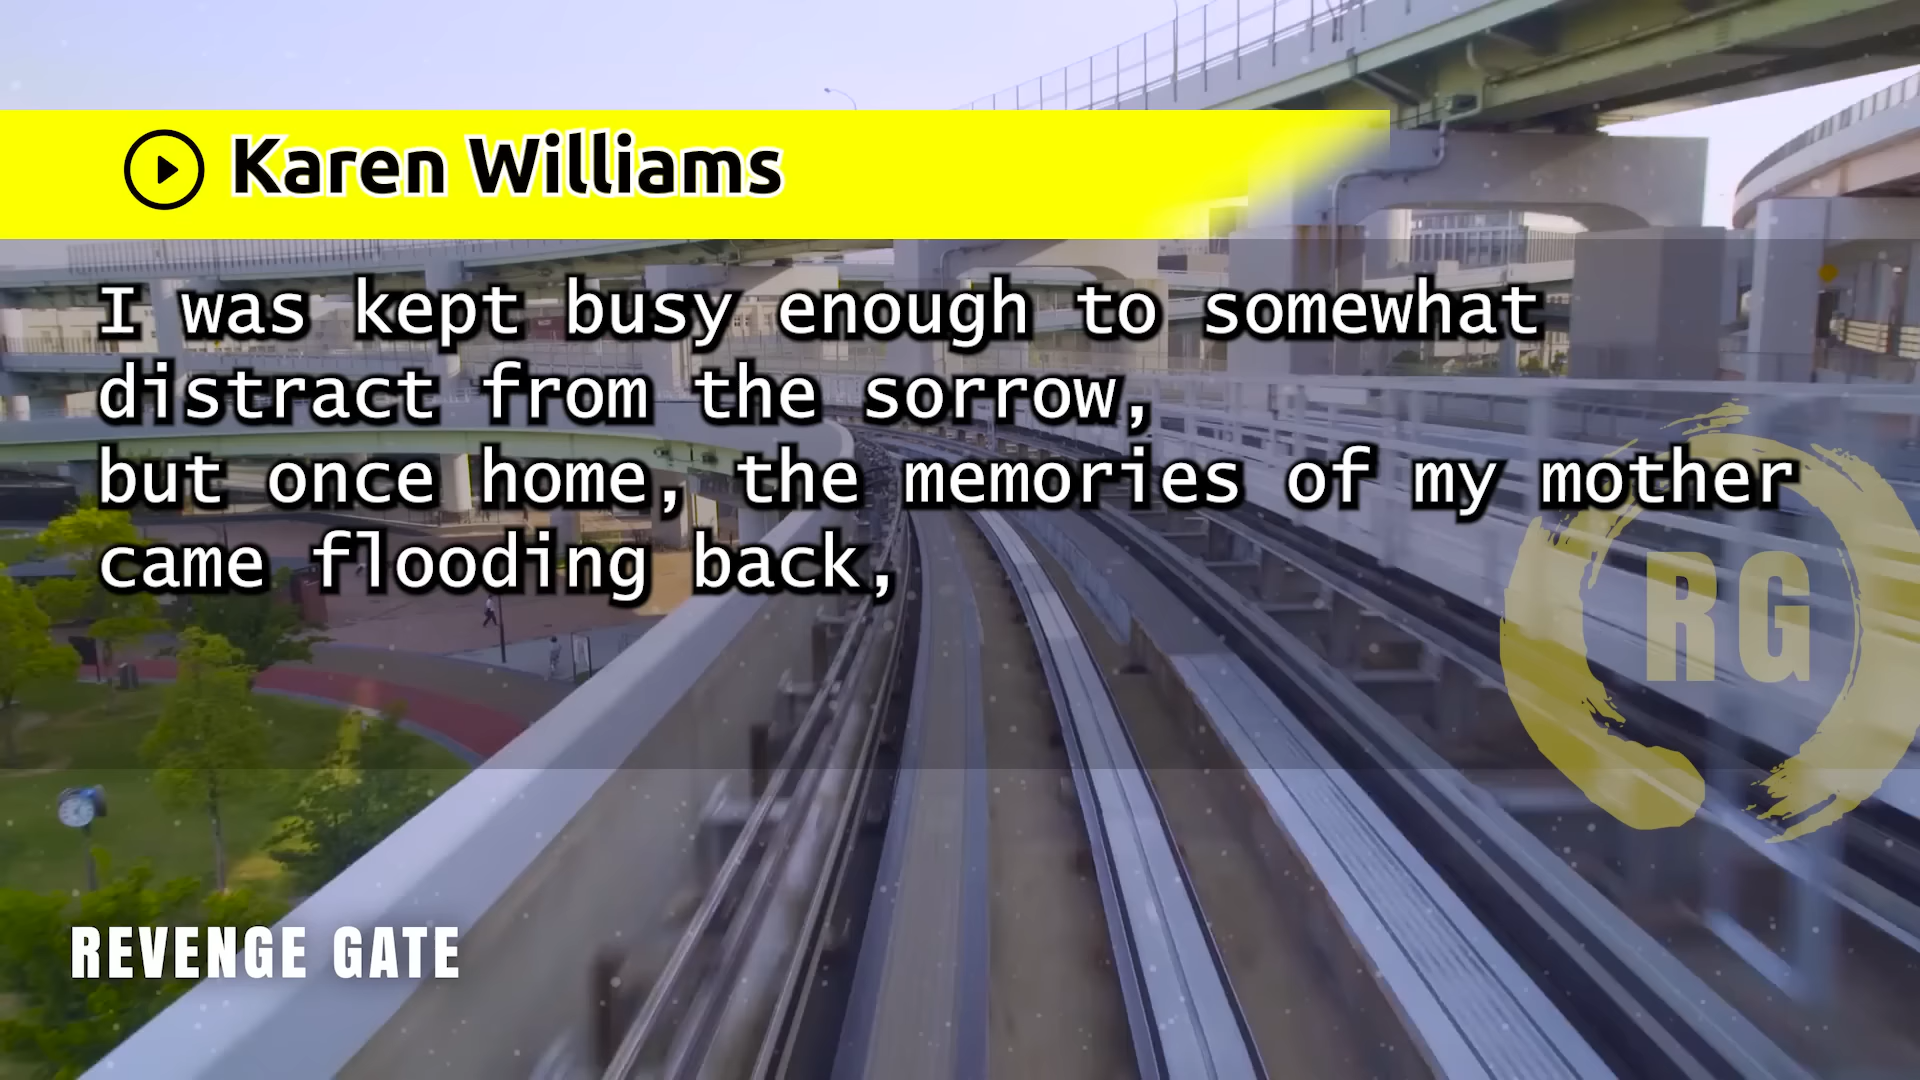 Karen Williams
I was kept busy enough to somewhat
distract from the sorrow,
but once home, the memories of my mother
came flooding back,
RG
REVENGE GATE